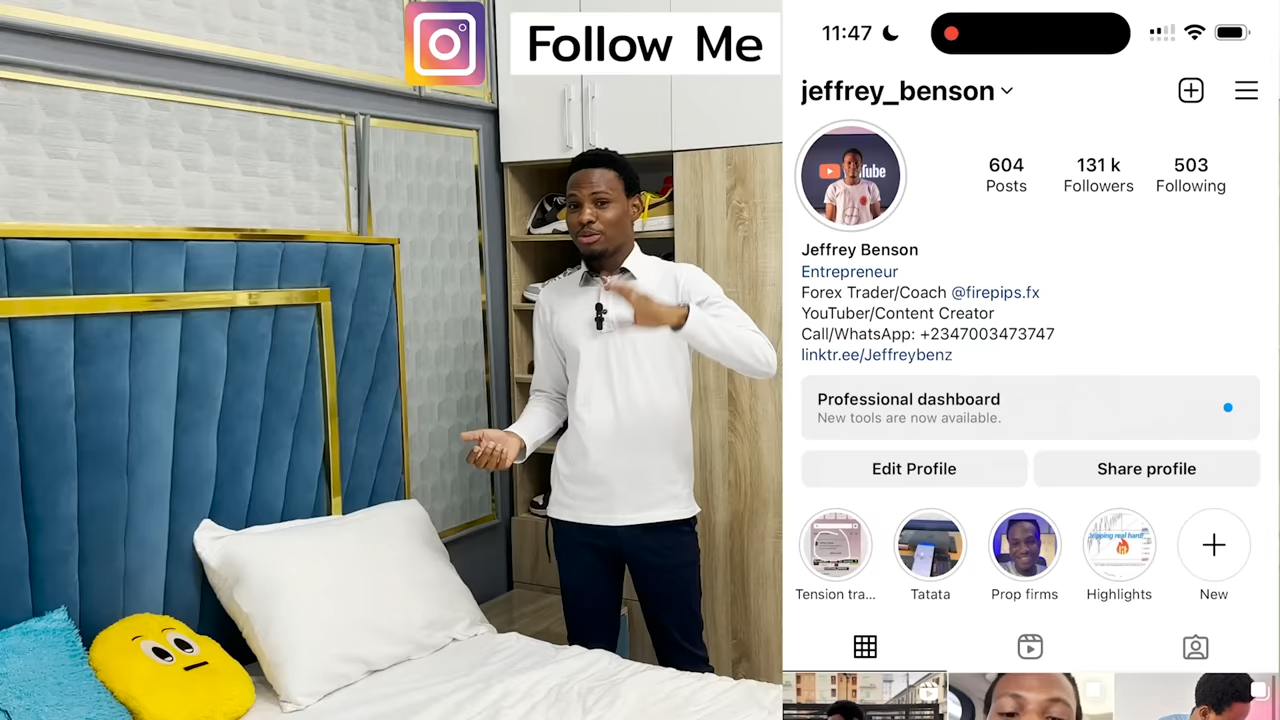 Follow Me
11:47
jeffrey_benson
604
131 k
503
Posts
Followers
Following
YouTube
Jeffrey Benson
Entrepreneur
Forex Trader/Coach @firepips.fx
YouTuber/Content Creator
Call/WhatsApp: +2347003473747
linktr.ee/Jeffreybenz
Professional dashboard
New tools are now available.
Edit Profile
Share profile
Tension tra...
Tatata
Prop firms
Highlights
New